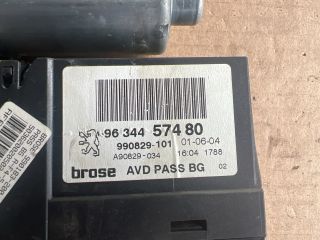 96 344 574 80
990829-101 01-06-04
A90829-034 16:04 1788
brose AVD PASS BG 02